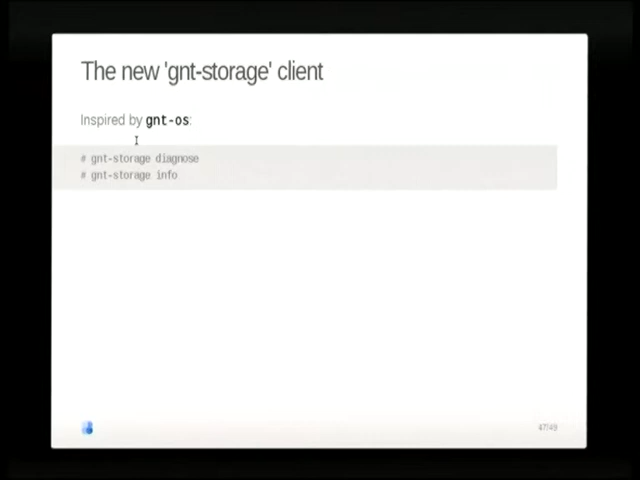 The new 'gnt-storage' client
Inspired by gnt-os:
# gnt-storage diagnose
# gnt-storage info
47/49